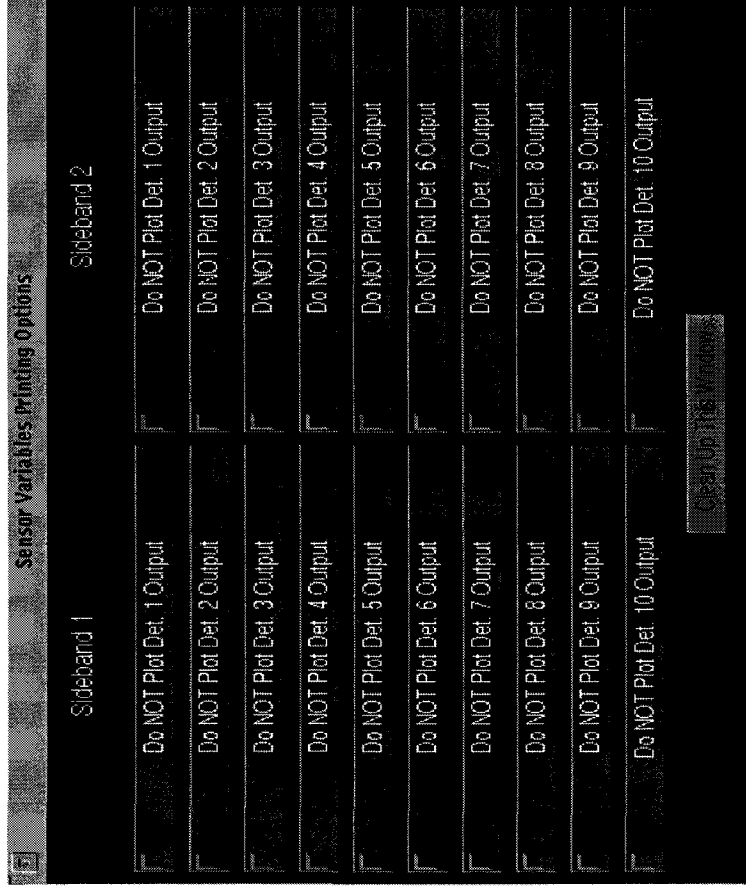 Sensor Variables Printing Options
Sideband 1
Sideband 2
Do NOT Plot Det. 1 Output
Do NOT Plot Det. 1 Output
Do NOT Plot Det. 2 Output
Do NOT Plot Det. 2 Output
Do NOT Plot Det. 3 Output
Do NOT Plot Det. 3 Output
Do NOT Plot Det. 4 Output
Do NOT Plot Det. 4 Output
Do NOT Plot Det. 5 Output
Do NOT Plot Det. 5 Output
Do NOT Plot Det. 6 Output
Do NOT Plot Det. 6 Output
Do NOT Plot Det. 7 Output
Do NOT Plot Det. 7 Output
Do NOT Plot Det. 8 Output
Do NOT Plot Det. 8 Output
Do NOT Plot Det. 9 Output
Do NOT Plot Det. 9 Output
Do NOT Plot Det. 10 Output
Do NOT Plot Det. 10 Output
Clean Up This Window